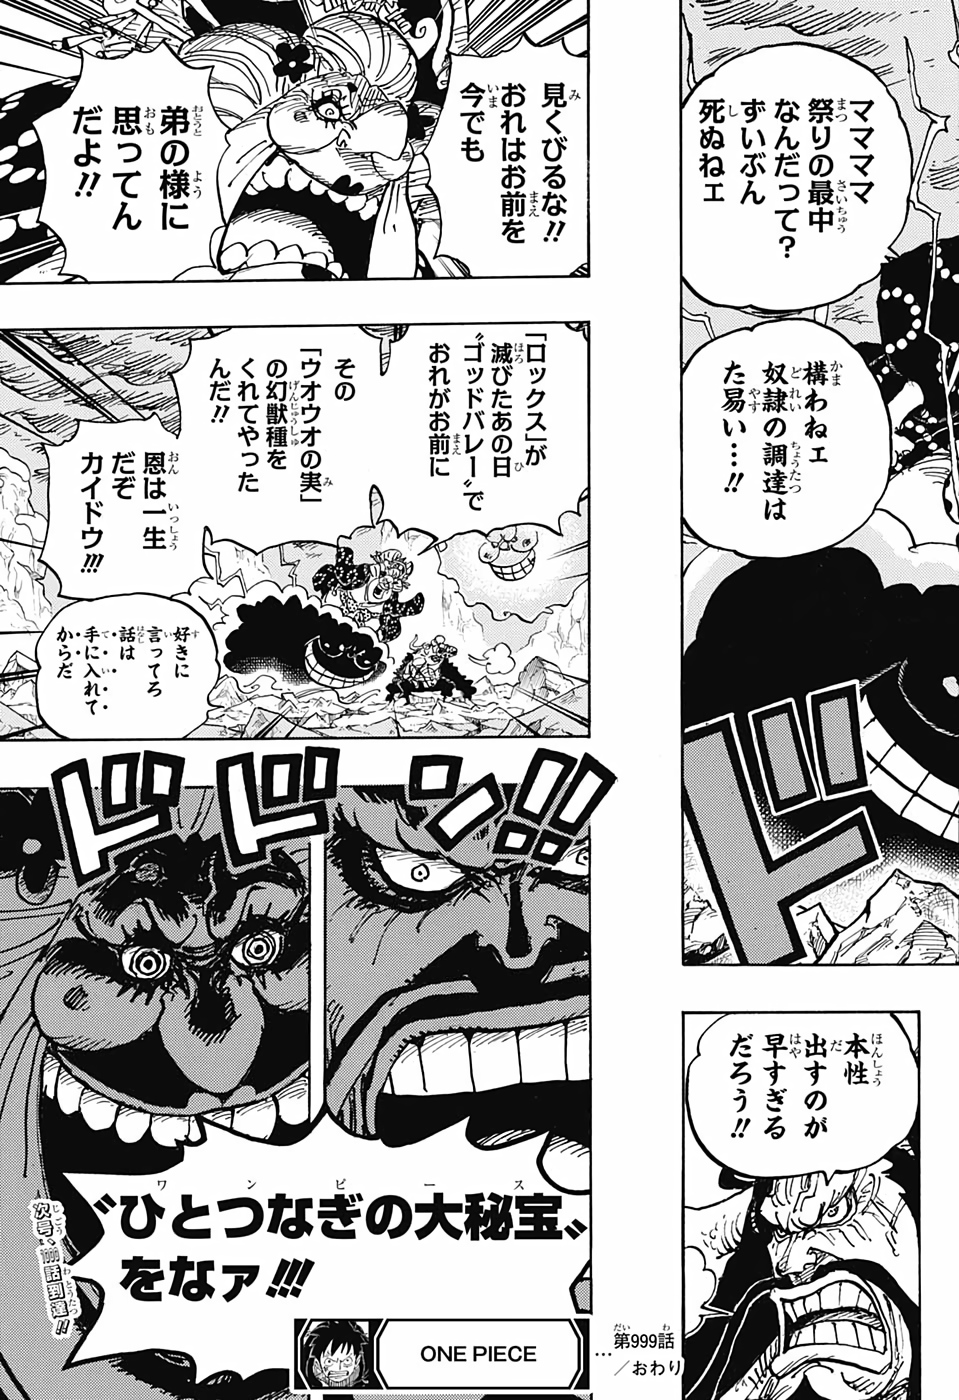 ママママ
祭りの最中
なんだって？
ずいぶん
死ぬねェ
構わねェ
奴隷の調達は
た易い…!!
ド
本性
出すのが
早すぎる
だろう!!
見くびるな!!
おれはお前を
今でも
弟の様に
思ってん
だよ!!
「ロックス」が
滅びたあの日
〝ゴッドバレー〟で
おれがお前に
その
「ウオウオの実」
の幻獣種を
くれてやった
んだ!!
恩は一生
だぞ
カイドウ!!!
好きに
言ってろ
話は
手に入れて
からだ
ドドン!!
〝ひとつなぎの大秘宝〟
ワンピース
をなァ!!!
次号、1000話到達!!
ONE PIECE
…
第999話
／おわり